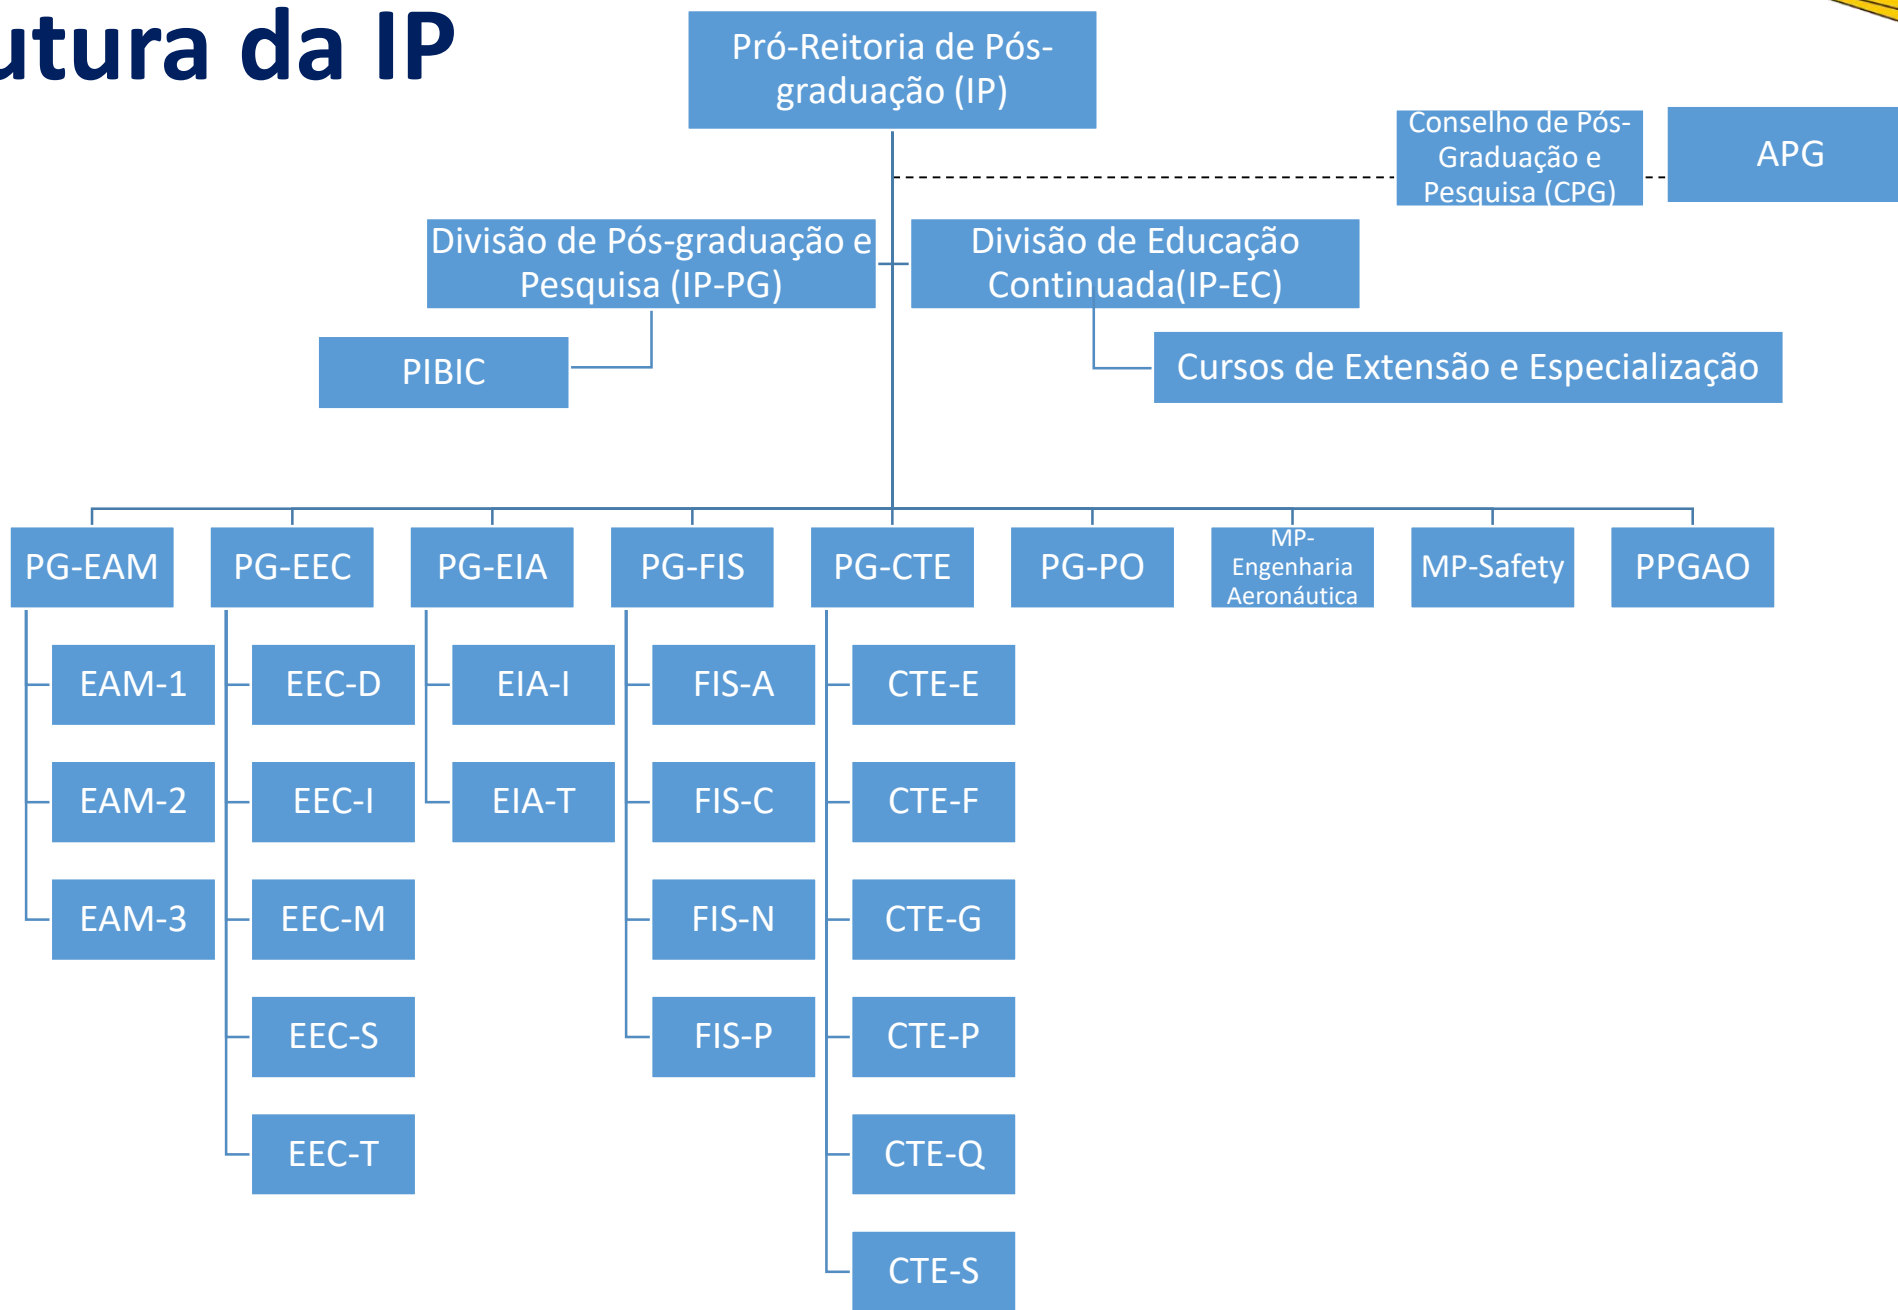 utura da IP
Pró-Reitoria de Pós-
graduação (IP)
Conselho de Pós-
Graduação e
Pesquisa (CPG)
APG
Divisão de Pós-graduação e
Pesquisa (IP-PG)
Divisão de Educação
Continuada(IP-EC)
PIBIC
Cursos de Extensão e Especialização
PG-EAM
PG-EEC
PG-EIA
PG-FIS
PG-CTE
PG-PO
MP-
Engenharia
Aeronáutica
MP-Safety
PPGAO
EAM-1
EEC-D
EIA-I
FIS-A
CTE-E
EAM-2
EEC-I
EIA-T
FIS-C
CTE-F
EAM-3
EEC-M
FIS-N
CTE-G
EEC-S
FIS-P
CTE-P
EEC-T
CTE-Q
CTE-S